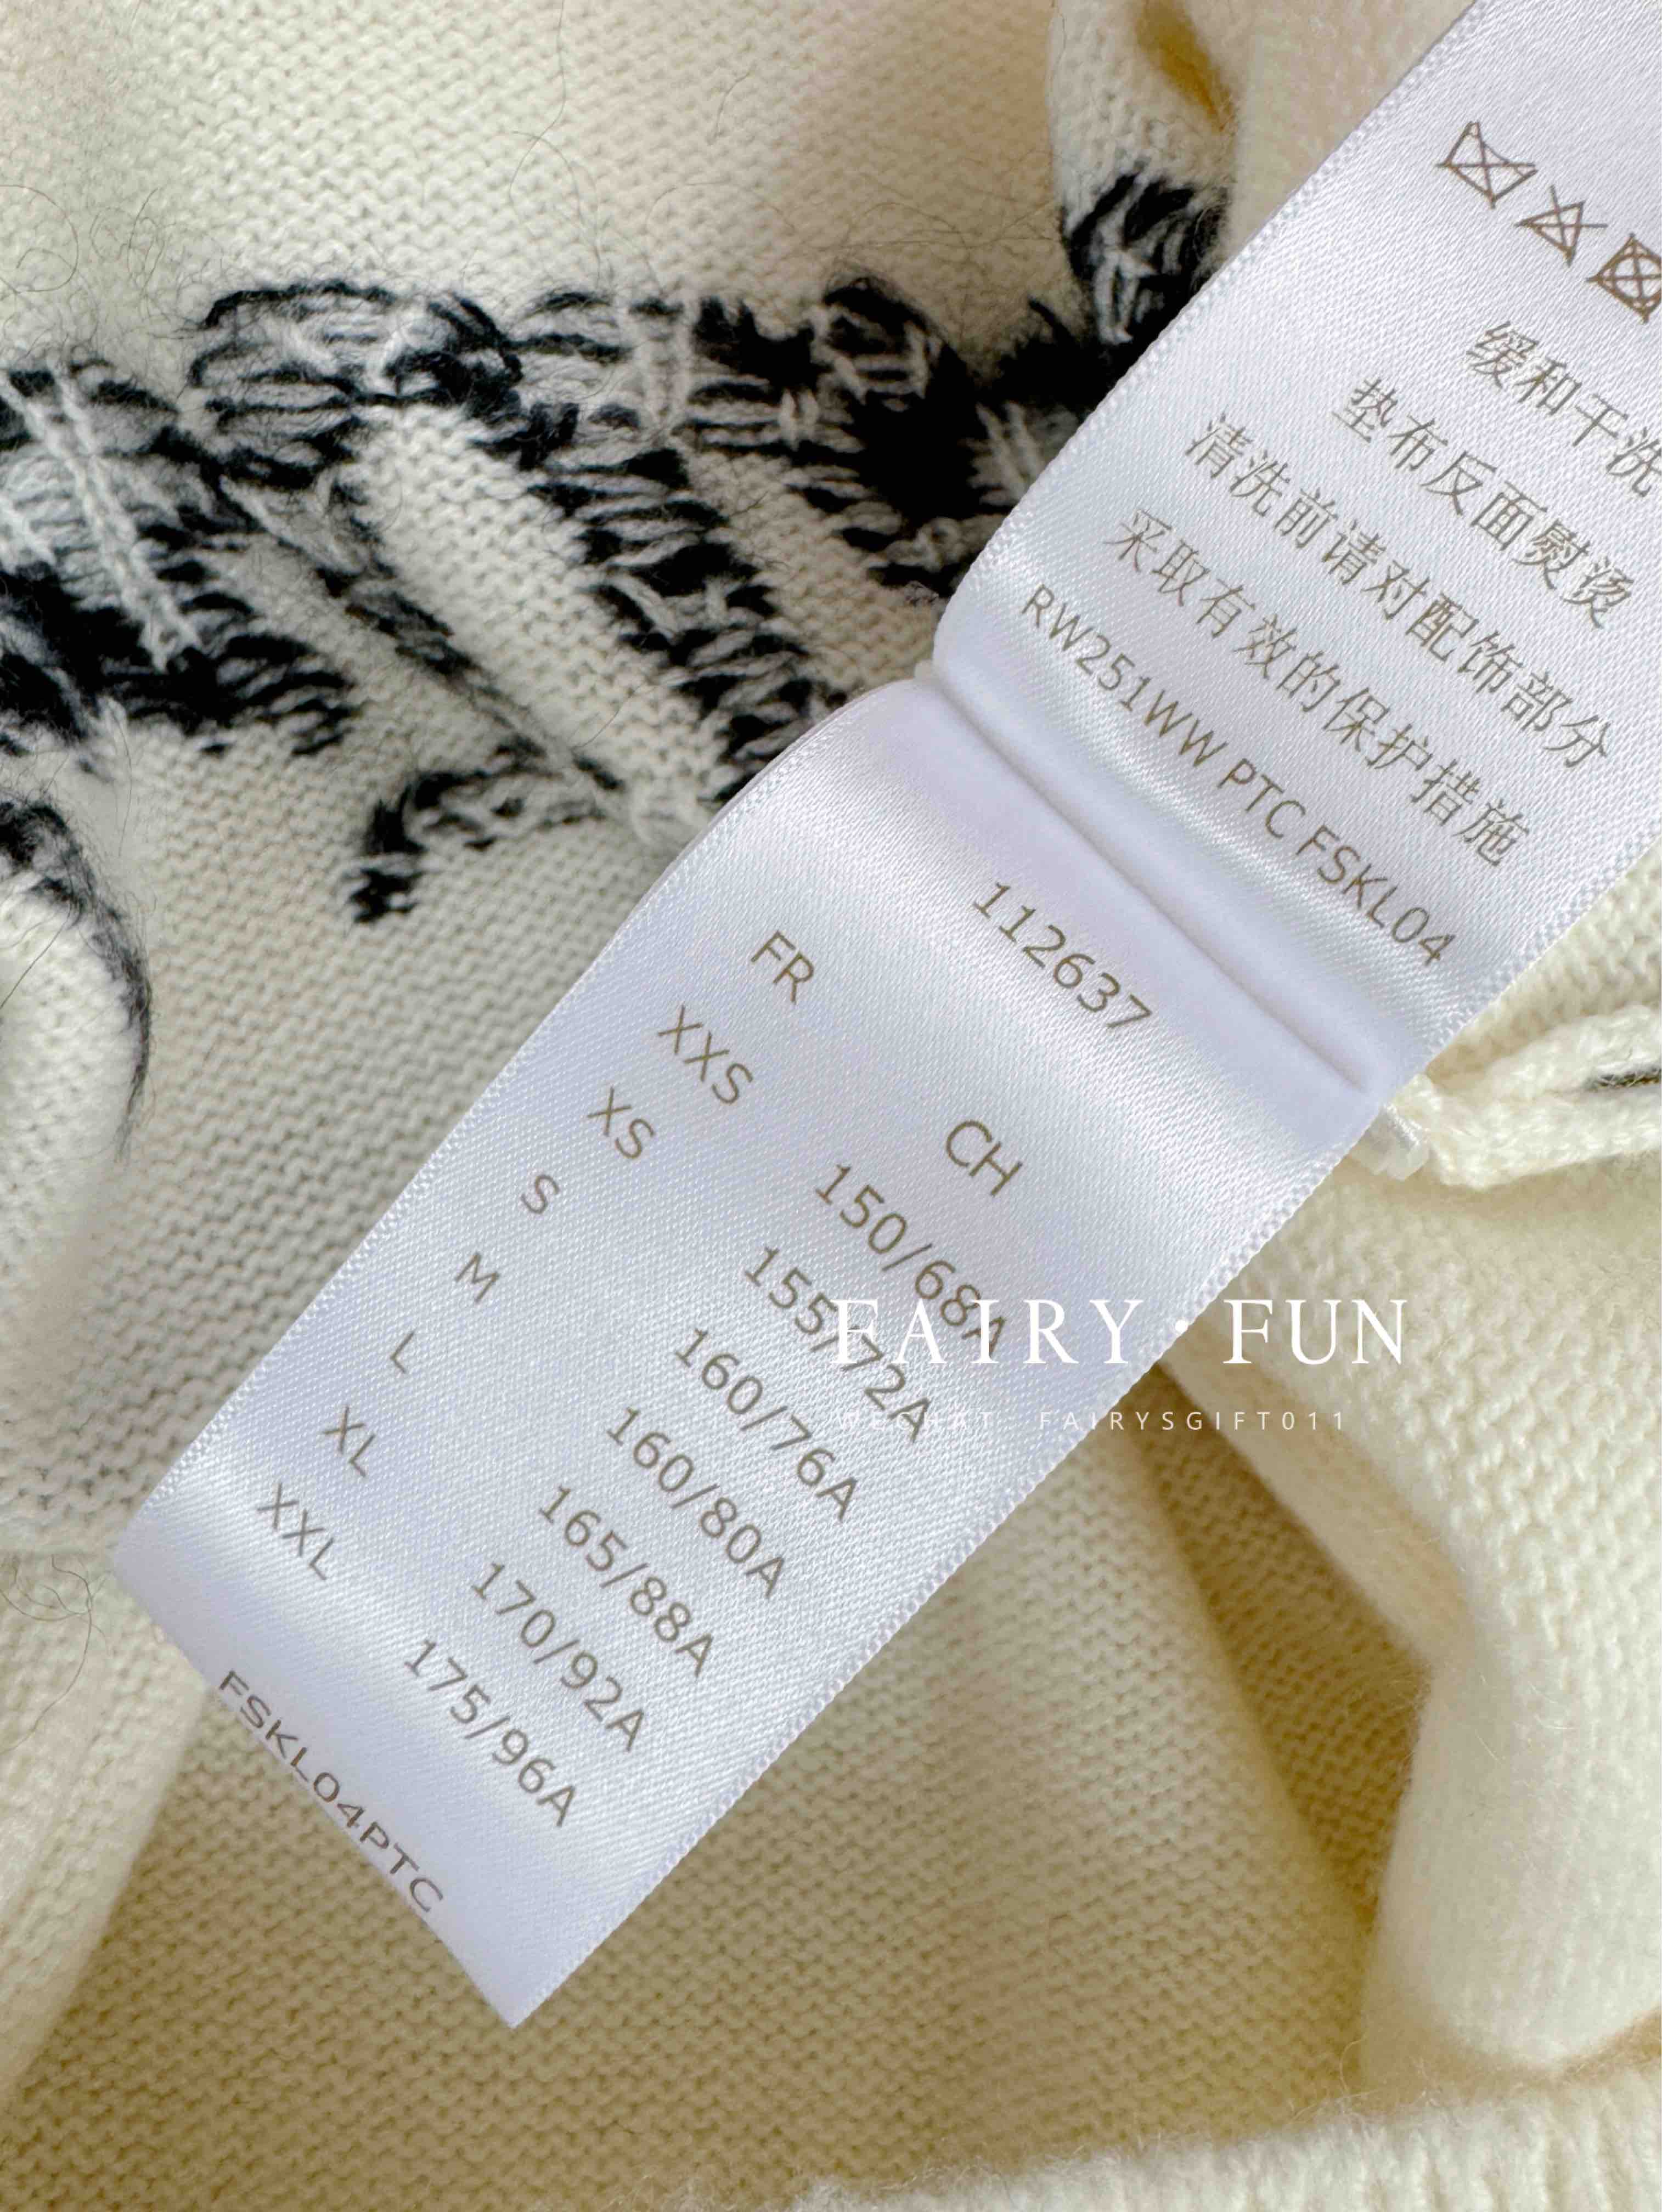 缓和干洗
垫布反面熨烫
清洗前请对配饰部分
采取有效的保护措施
RW251WW PTC FSKL04
112637
FR CH
XXS 150/68A
XS 155/72A
S 160/76A
M 160/80A
L 165/88A
XL 170/92A
XXL 175/96A
FSKL04PTC
FAIRY·FUN
WECHAT: FAIRYSGIFT011